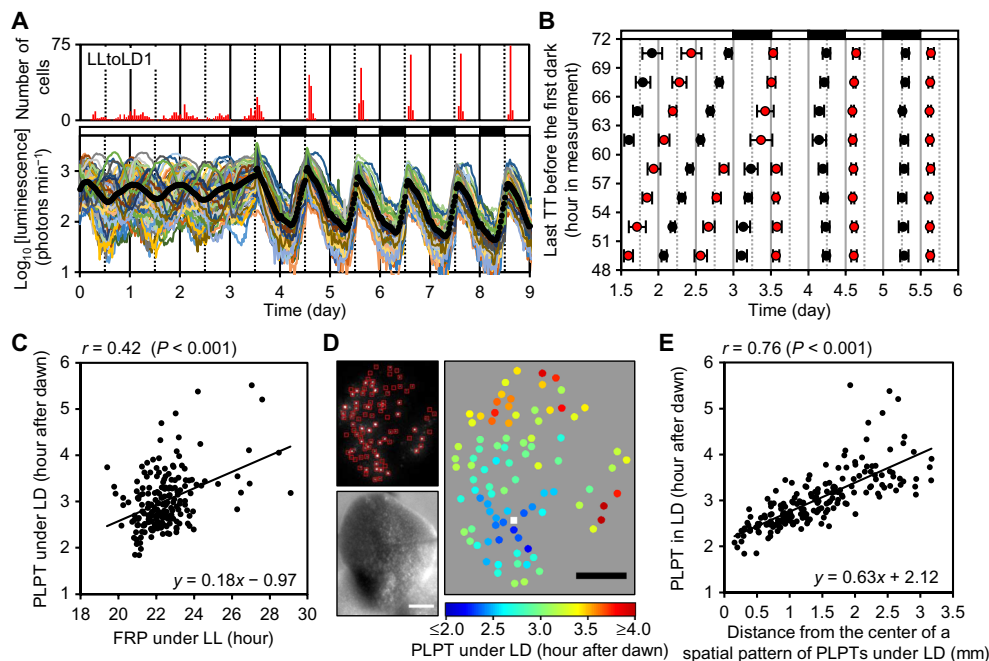 A
Number of cells
75
0
LLtoLD1
Log10 [luminescence] (photons min⁻¹)
3
2
1
0 1 2 3 4 5 6 7 8 9
Time (day)
B
Last TT before the first dark (hour in measurement)
72
69
66
63
60
57
54
51
48
1.5 2 2.5 3 3.5 4 4.5 5 5.5 6
Time (day)
C
r = 0.42 (P < 0.001)
PLPT under LD (hour after dawn)
6
5
4
3
2
1
y = 0.18x − 0.97
19 21 23 25 27 29
FRP under LL (hour)
D
≤2.0 2.5 3.0 3.5 ≥4.0
PLPT under LD (hour after dawn)
E
r = 0.76 (P < 0.001)
PLPT in LD (hour after dawn)
6
5
4
3
2
1
y = 0.63x + 2.12
0 0.5 1 1.5 2 2.5 3 3.5
Distance from the center of a
spatial pattern of PLPTs under LD (mm)